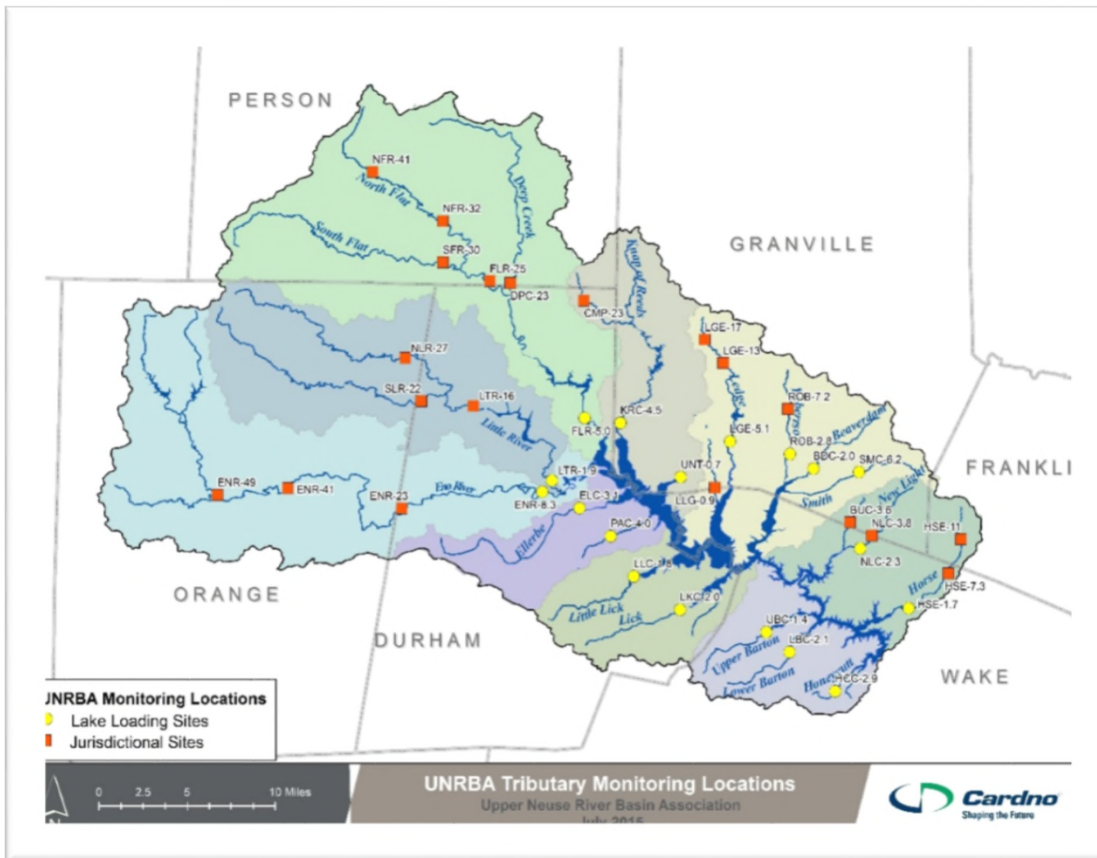 PERSON
NFR-41
North Flat
Deep Creek
NFR-32
South Flat
SFR-30
FLR-25
DPC-23
Knap of Reeds
GRANVILLE
CMP-23
LGE-17
LGE-13
Ledge
NLR-27
SLR-22
LTR-16
Little River
FLR-5.0
KRC-4.5
ROB-7.2
Robertson
Beaverdam
LGE-5.1
ROB-2.8
BDC-2.0
SMC-6.2
FRANKLI
LTR-1.9
UNT-0.7
LLG-0.9
Smith
New Light
ENR-49
ENR-41
ENR-23
Eno River
ENR-8.3
ELC-3.1
Ellerbe
PAC-4.0
BUC-3.6
NLC-3.8
HSE-11
NLC-2.3
ORANGE
LLC-1.8
Little Lick
LKC-2.0
Lick
Horse
HSE-7.3
HSE-1.7
DURHAM
UBC-1.4
Upper Barton
LBC-2.1
Lower Barton
Honeycutt
HCC-2.9
WAKE
UNRBA Monitoring Locations
Lake Loading Sites
Jurisdictional Sites
0 2.5 5 10 Miles
UNRBA Tributary Monitoring Locations
Upper Neuse River Basin Association
Cardno
Shaping the Future